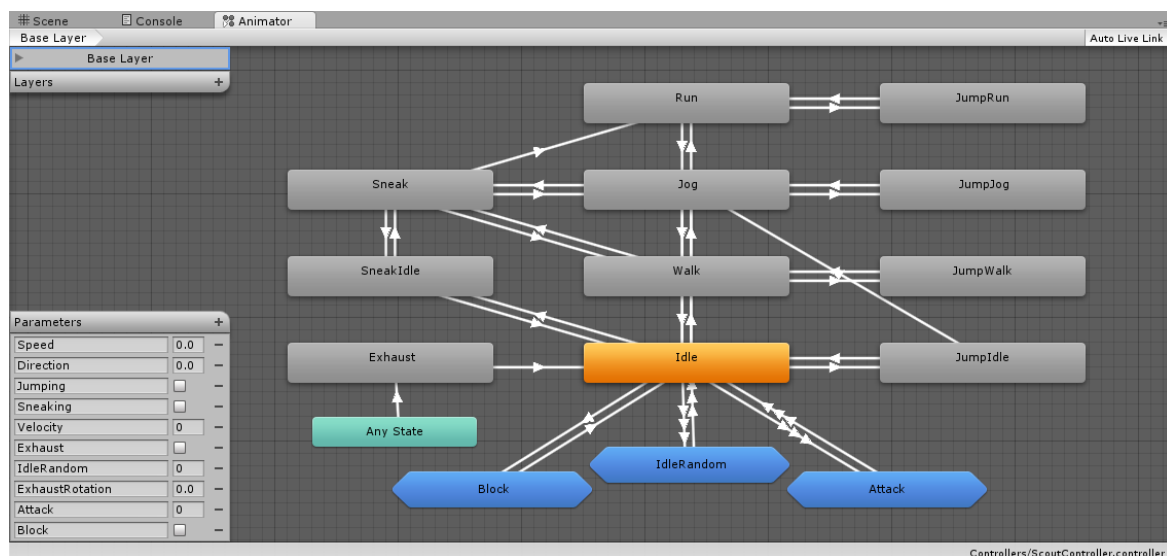 Scene
Console
Animator
Base Layer
Auto Live Link
Base Layer
Layers
Run
JumpRun
Sneak
Jog
JumpJog
SneakIdle
Walk
JumpWalk
Exhaust
Idle
JumpIdle
Any State
IdleRandom
Block
Attack
Parameters
Speed 0.0
Direction 0.0
Jumping
Sneaking
Velocity 0
Exhaust
IdleRandom 0
ExhaustRotation 0.0
Attack 0
Block
Controllers/ScoutController.controller